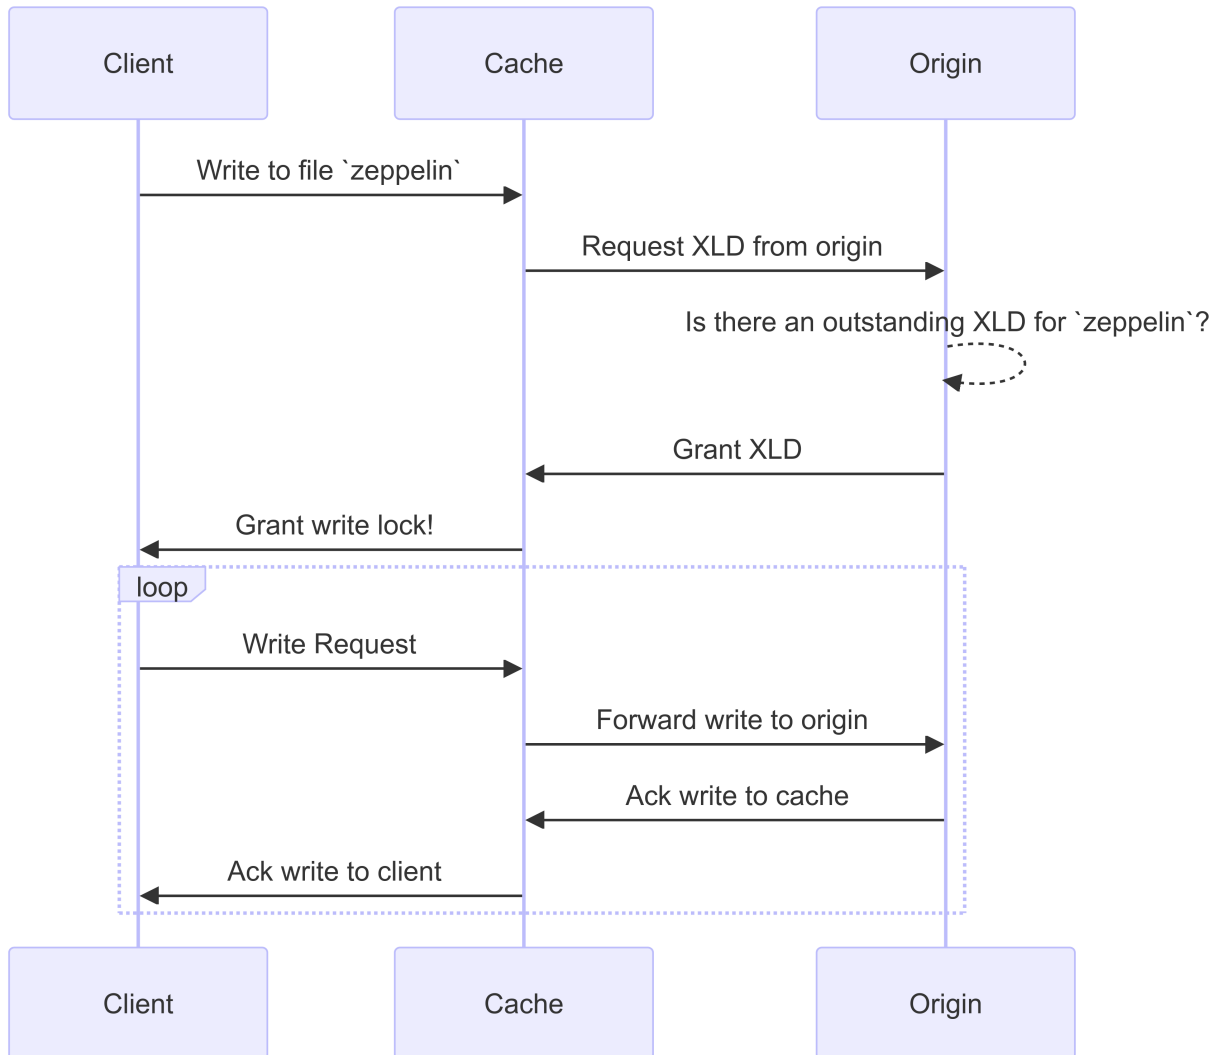 Client
Cache
Origin
Write to file `zeppelin`
Request XLD from origin
Is there an outstanding XLD for `zeppelin`?
Grant XLD
Grant write lock!
loop
Write Request
Forward write to origin
Ack write to cache
Ack write to client
Client
Cache
Origin